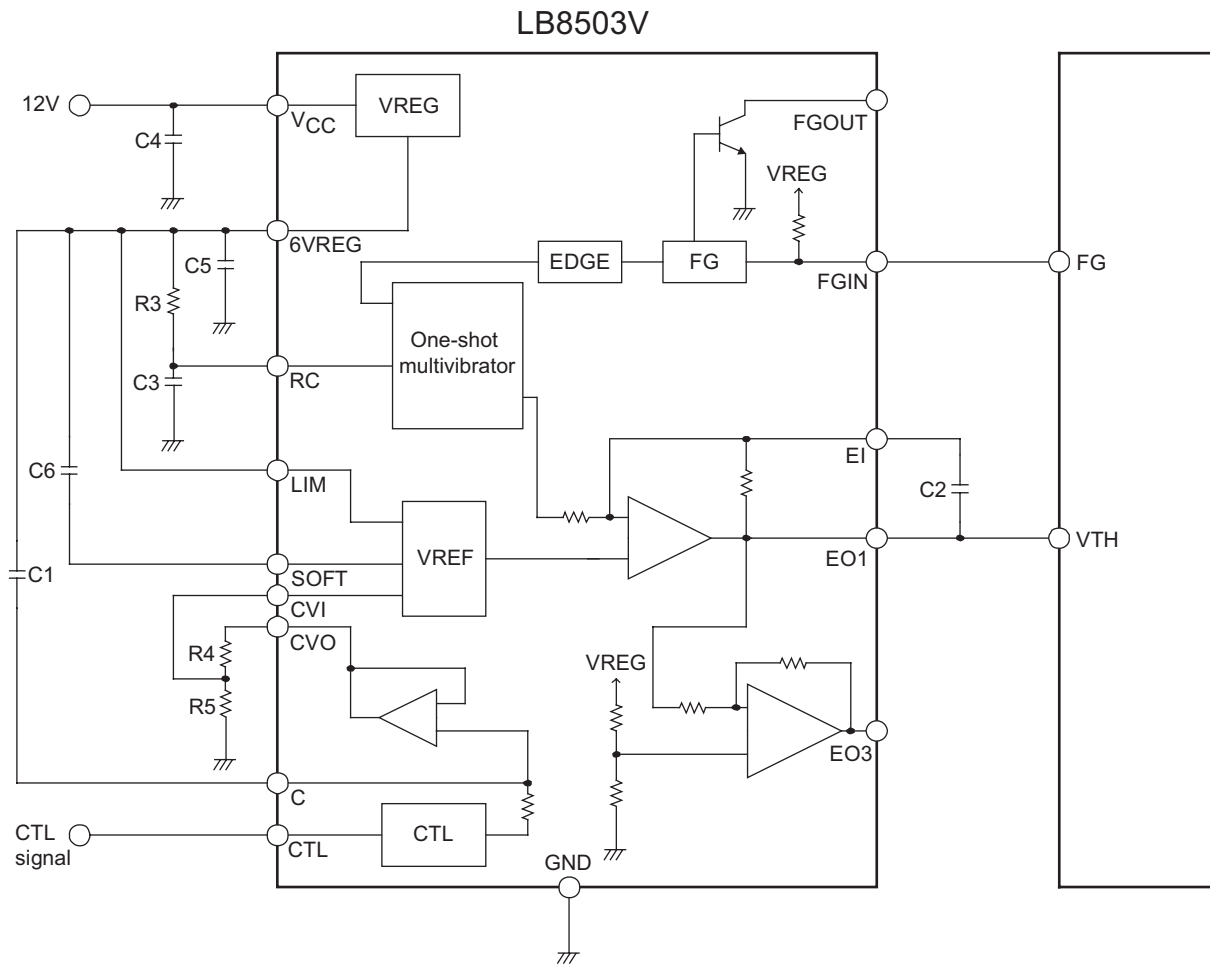 LB8503V
12V
VCC
VREG
C4
FGOUT
VREG
6VREG
C5
EDGE
FG
FGIN
FG
R3
One-shot
multivibrator
RC
C3
EI
C6
LIM
C2
VREF
EO1
VTH
C1
SOFT
CVI
CVO
R4
VREG
R5
EO3
C
CTL
signal
CTL
CTL
GND